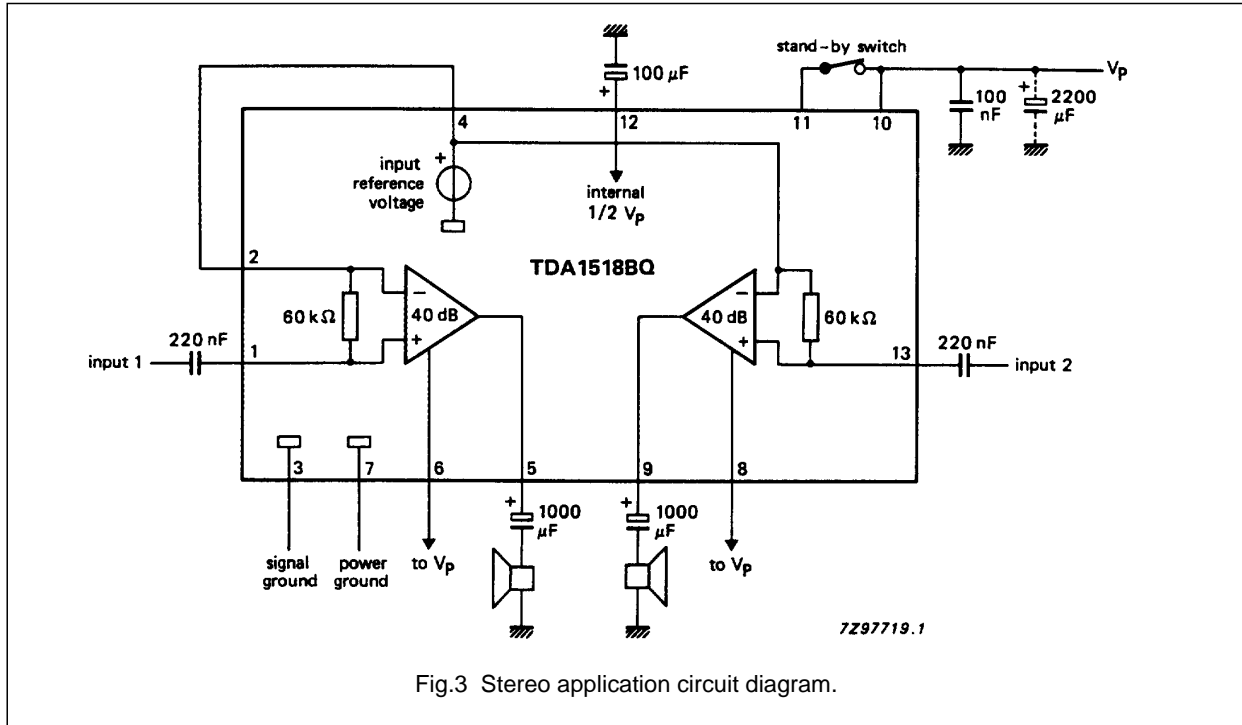 stand-by switch
100 μF
+
11
10
VP
100
nF
+
2200
μF
4
12
+
input
reference
voltage
internal
1/2 VP
2
TDA1518BQ
−
+
60 kΩ
40 dB
−
+
40 dB
60 kΩ
220 nF
input 1
1
13
220 nF
input 2
3
7
6
5
9
8
+
1000
μF
+
1000
μF
signal
ground
power
ground
to VP
to VP
7Z97719.1
Fig.3 Stereo application circuit diagram.